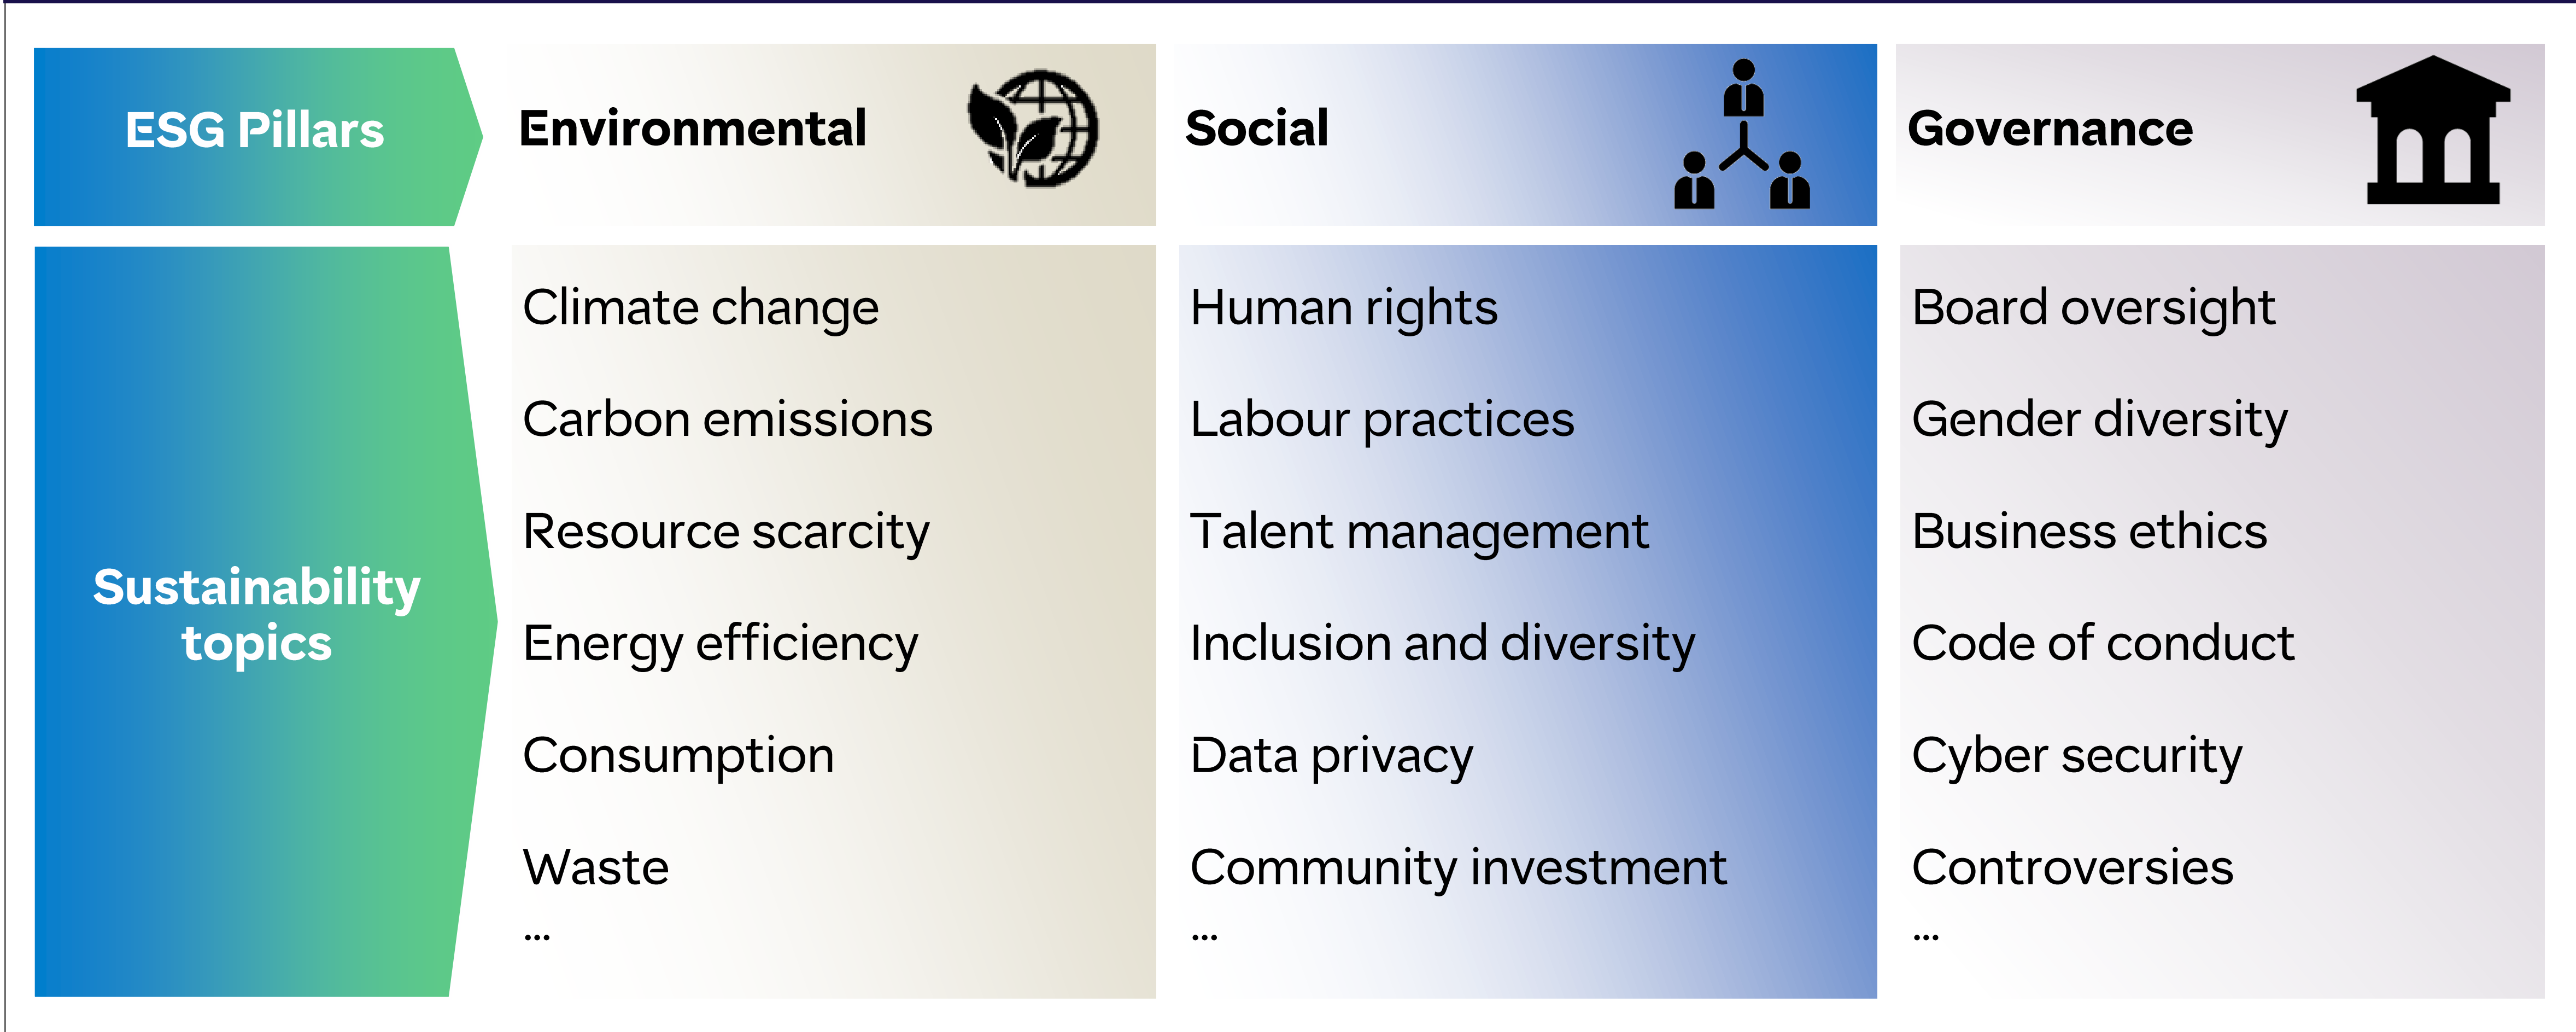 ESG Pillars
Environmental
Social
Governance
Sustainability
topics
Climate change
Carbon emissions
Resource scarcity
Energy efficiency
Consumption
Waste
...
Human rights
Labour practices
Talent management
Inclusion and diversity
Data privacy
Community investment
...
Board oversight
Gender diversity
Business ethics
Code of conduct
Cyber security
Controversies
...